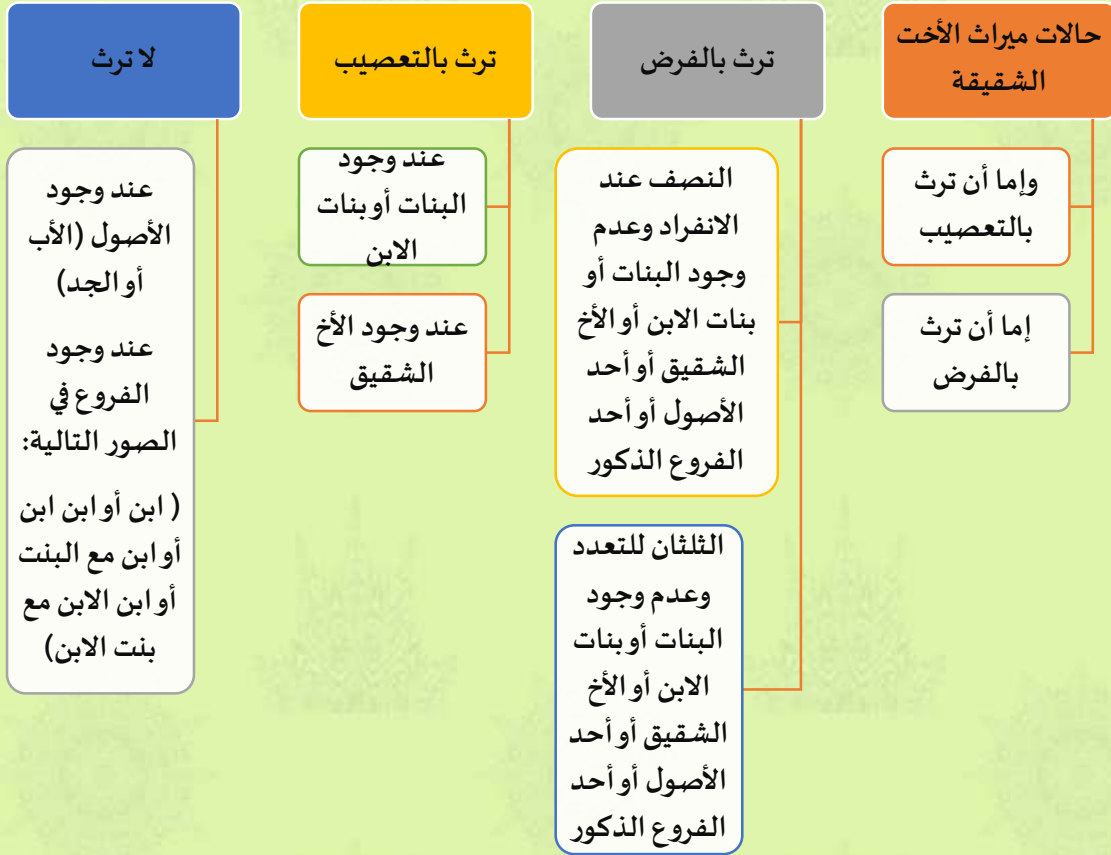 حالات ميراث الأخت
الشقيقة
وإما أن ترث
بالتعصيب
إما أن ترث
بالفرض
ترث بالفرض
النصف عند
الانفراد وعدم
وجود البنات أو
بنات الابن أو الأخ
الشقيق أو أحد
الأصول أو أحد
الفروع الذكور
الثلثان للتعدد
وعدم وجود
البنات أو بنات
الابن أو الأخ
الشقيق أو أحد
الأصول أو أحد
الفروع الذكور
ترث بالتعصيب
عند وجود
البنات أو بنات
الابن
عند وجود الأخ
الشقيق
لا ترث
عند وجود
الأصول (الأب
أو الجد)
عند وجود
الفروع في
الصور التالية:
( ابن أو ابن ابن
أو ابن مع البنت
أو ابن الابن مع
بنت الابن)